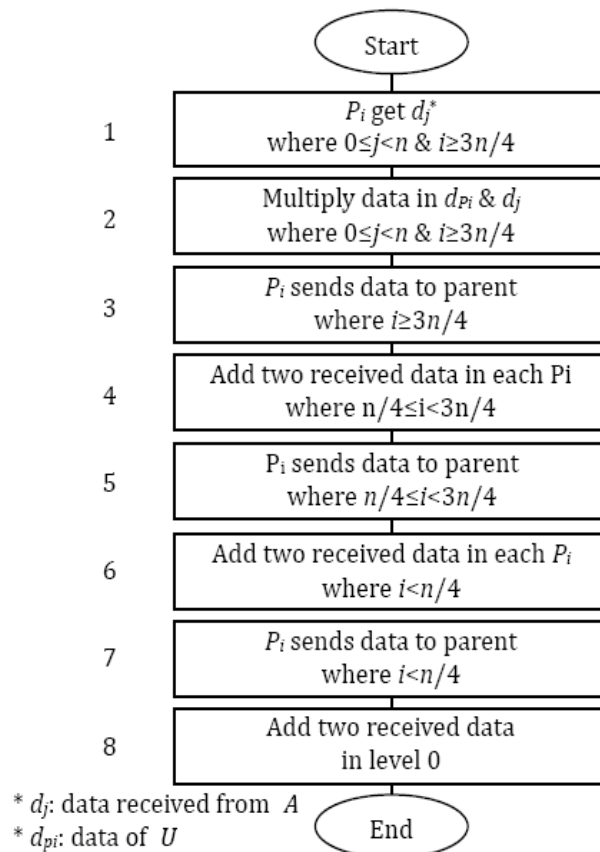 Start
1
Pi get dj*
where 0≤j<n & i≥3n/4
2
Multiply data in dPi & dj
where 0≤j<n & i≥3n/4
3
Pi sends data to parent
where i≥3n/4
4
Add two received data in each Pi
where n/4≤i<3n/4
5
Pi sends data to parent
where n/4≤i<3n/4
6
Add two received data in each Pi
where i<n/4
7
Pi sends data to parent
where i<n/4
8
Add two received data
in level 0
End
* dj: data received from A
* dpi: data of U